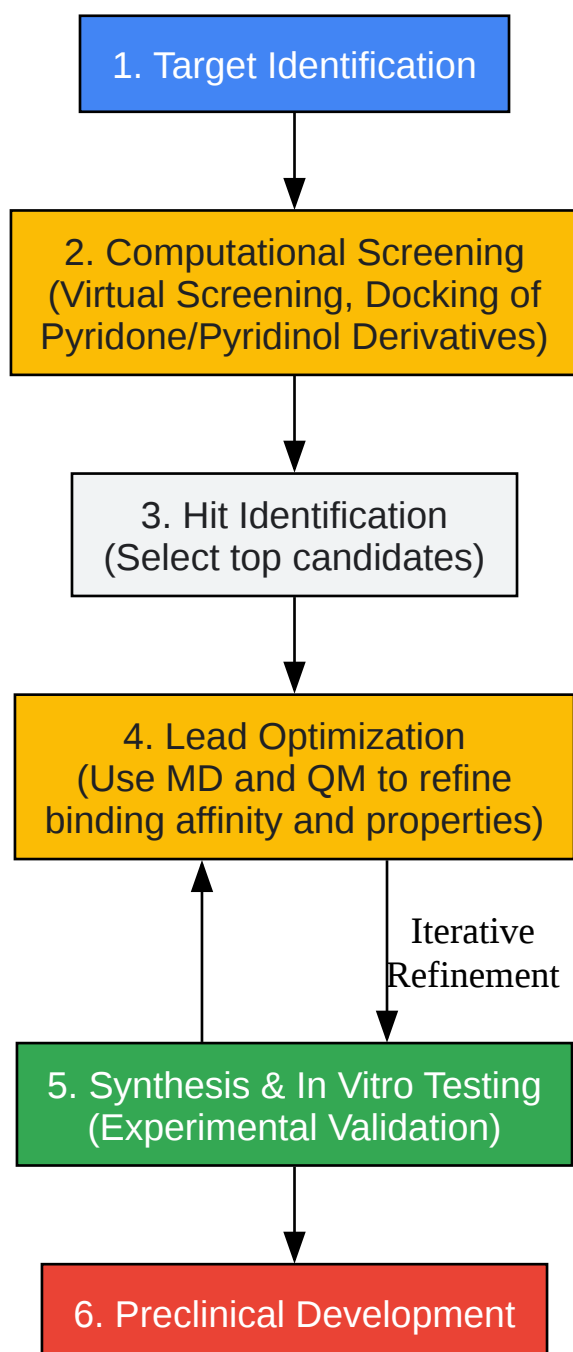 1. Target Identification
2. Computational Screening
(Virtual Screening, Docking of
Pyridone/Pyridinol Derivatives)
3. Hit Identification
(Select top candidates)
4. Lead Optimization
(Use MD and QM to refine
binding affinity and properties)
Iterative
Refinement
5. Synthesis & In Vitro Testing
(Experimental Validation)
6. Preclinical Development